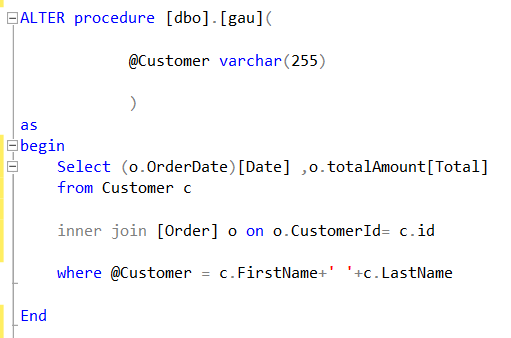 ALTER procedure [dbo].[gau](
@Customer varchar(255)
)
as
begin
Select (o.OrderDate)[Date] ,o.totalAmount[Total]
from Customer c
inner join [Order] o on o.CustomerId= c.id
where @Customer = c.FirstName+' '+c.LastName
End